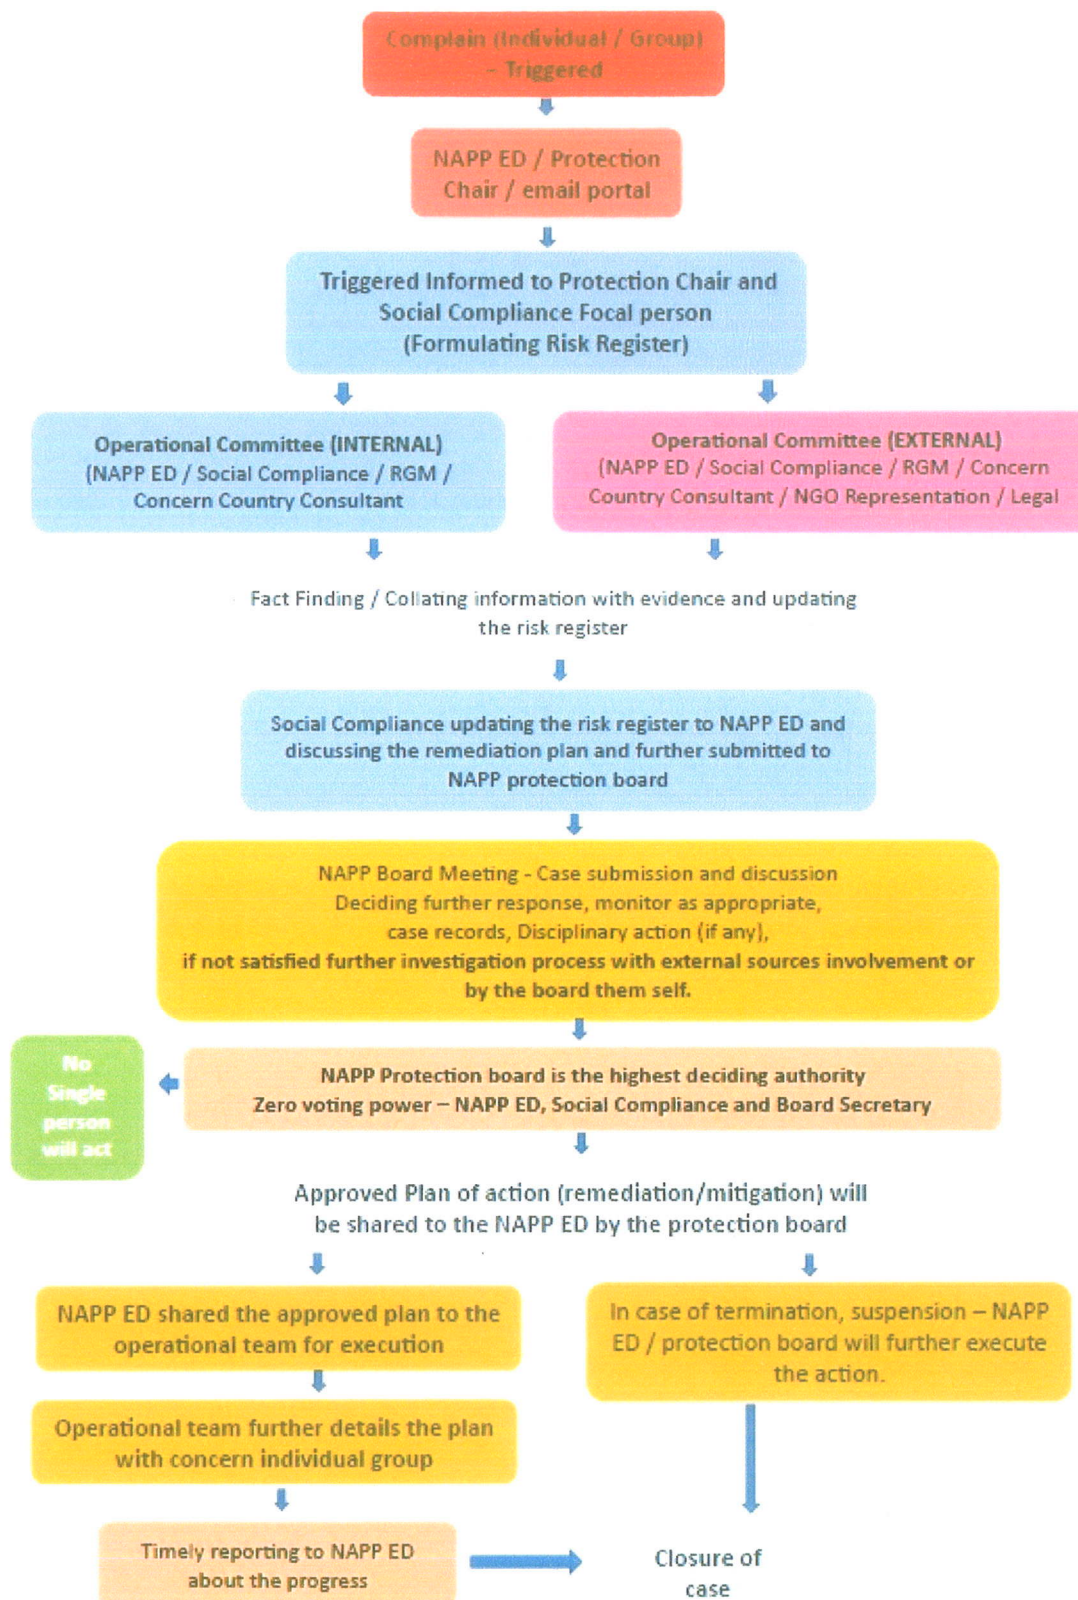 Complain (Individual / Group)
– Triggered
NAPP ED / Protection
Chair / email portal
Triggered Informed to Protection Chair and
Social Compliance Focal person
(Formulating Risk Register)
Operational Committee (INTERNAL)
(NAPP ED / Social Compliance / RGM /
Concern Country Consultant
Operational Committee (EXTERNAL)
(NAPP ED / Social Compliance / RGM / Concern
Country Consultant / NGO Representation / Legal
Fact Finding / Collating information with evidence and updating
the risk register
Social Compliance updating the risk register to NAPP ED and
discussing the remediation plan and further submitted to
NAPP protection board
NAPP Board Meeting - Case submission and discussion
Deciding further response, monitor as appropriate,
case records, Disciplinary action (if any),
if not satisfied further investigation process with external sources involvement or
by the board them self.
No
Single
person
will act
NAPP Protection board is the highest deciding authority
Zero voting power – NAPP ED, Social Compliance and Board Secretary
Approved Plan of action (remediation/mitigation) will
be shared to the NAPP ED by the protection board
NAPP ED shared the approved plan to the
operational team for execution
In case of termination, suspension – NAPP
ED / protection board will further execute
the action.
Operational team further details the plan
with concern individual group
Timely reporting to NAPP ED
about the progress
Closure of
case